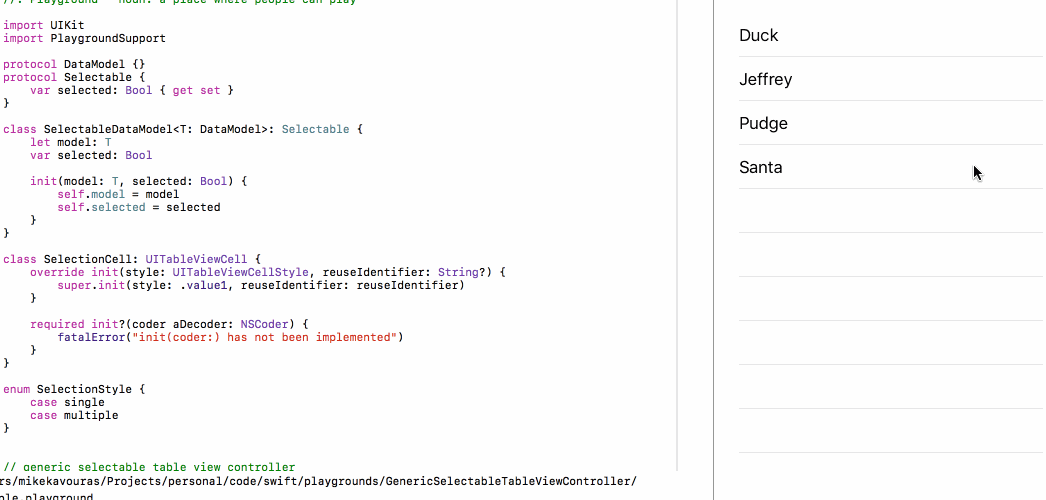 //: Playground - noun: a place where people can play
import UIKit
import PlaygroundSupport
protocol DataModel {}
protocol Selectable {
    var selected: Bool { get set }
}
class SelectableDataModel<T: DataModel>: Selectable {
    let model: T
    var selected: Bool
    init(model: T, selected: Bool) {
        self.model = model
        self.selected = selected
    }
}
class SelectionCell: UITableViewCell {
    override init(style: UITableViewCellStyle, reuseIdentifier: String?) {
        super.init(style: .value1, reuseIdentifier: reuseIdentifier)
    }
    required init?(coder aDecoder: NSCoder) {
        fatalError("init(coder:) has not been implemented")
    }
}
enum SelectionStyle {
    case single
    case multiple
}
// generic selectable table view controller
rs/mikekavouras/Projects/personal/code/swift/playgrounds/GenericSelectableTableViewController/
ple.playground
Duck
Jeffrey
Pudge
Santa